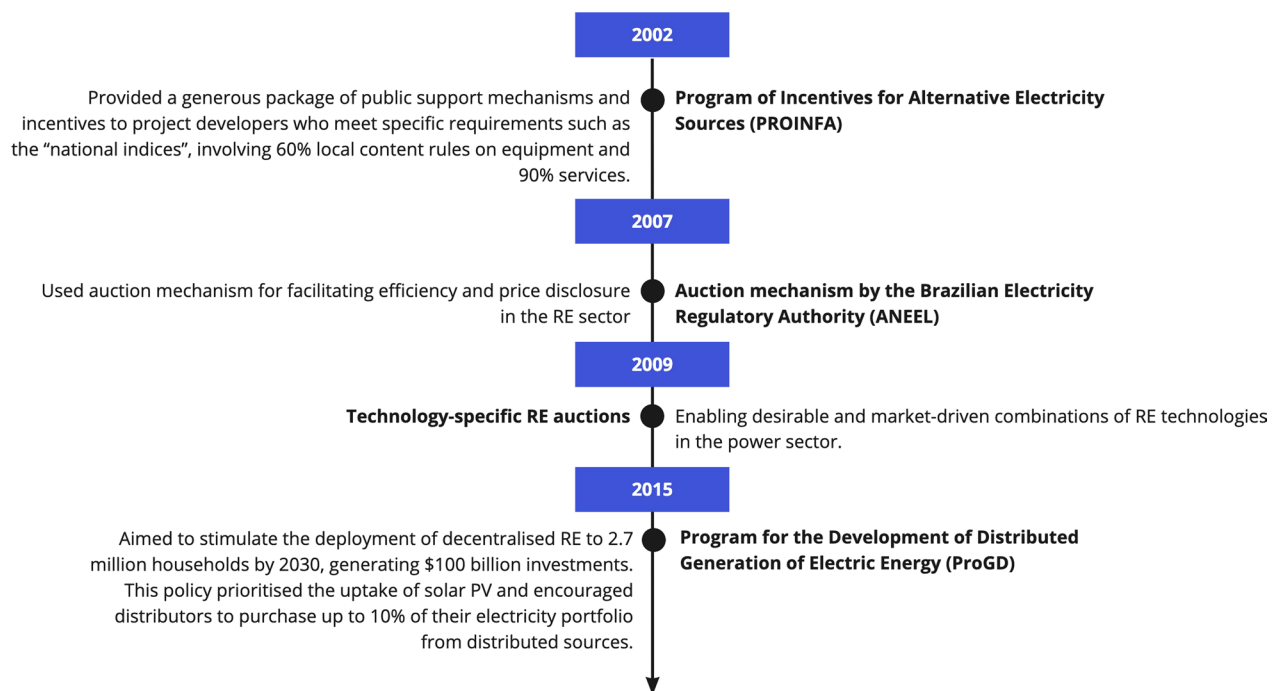 2002
Provided a generous package of public support mechanisms and
incentives to project developers who meet specific requirements such as
the “national indices”, involving 60% local content rules on equipment and
90% services.
Program of Incentives for Alternative Electricity
Sources (PROINFA)
2007
Used auction mechanism for facilitating efficiency and price disclosure
in the RE sector
Auction mechanism by the Brazilian Electricity
Regulatory Authority (ANEEL)
2009
Technology-specific RE auctions
Enabling desirable and market-driven combinations of RE technologies
in the power sector.
2015
Aimed to stimulate the deployment of decentralised RE to 2.7
million households by 2030, generating $100 billion investments.
This policy prioritised the uptake of solar PV and encouraged
distributors to purchase up to 10% of their electricity portfolio
from distributed sources.
Program for the Development of Distributed
Generation of Electric Energy (ProGD)